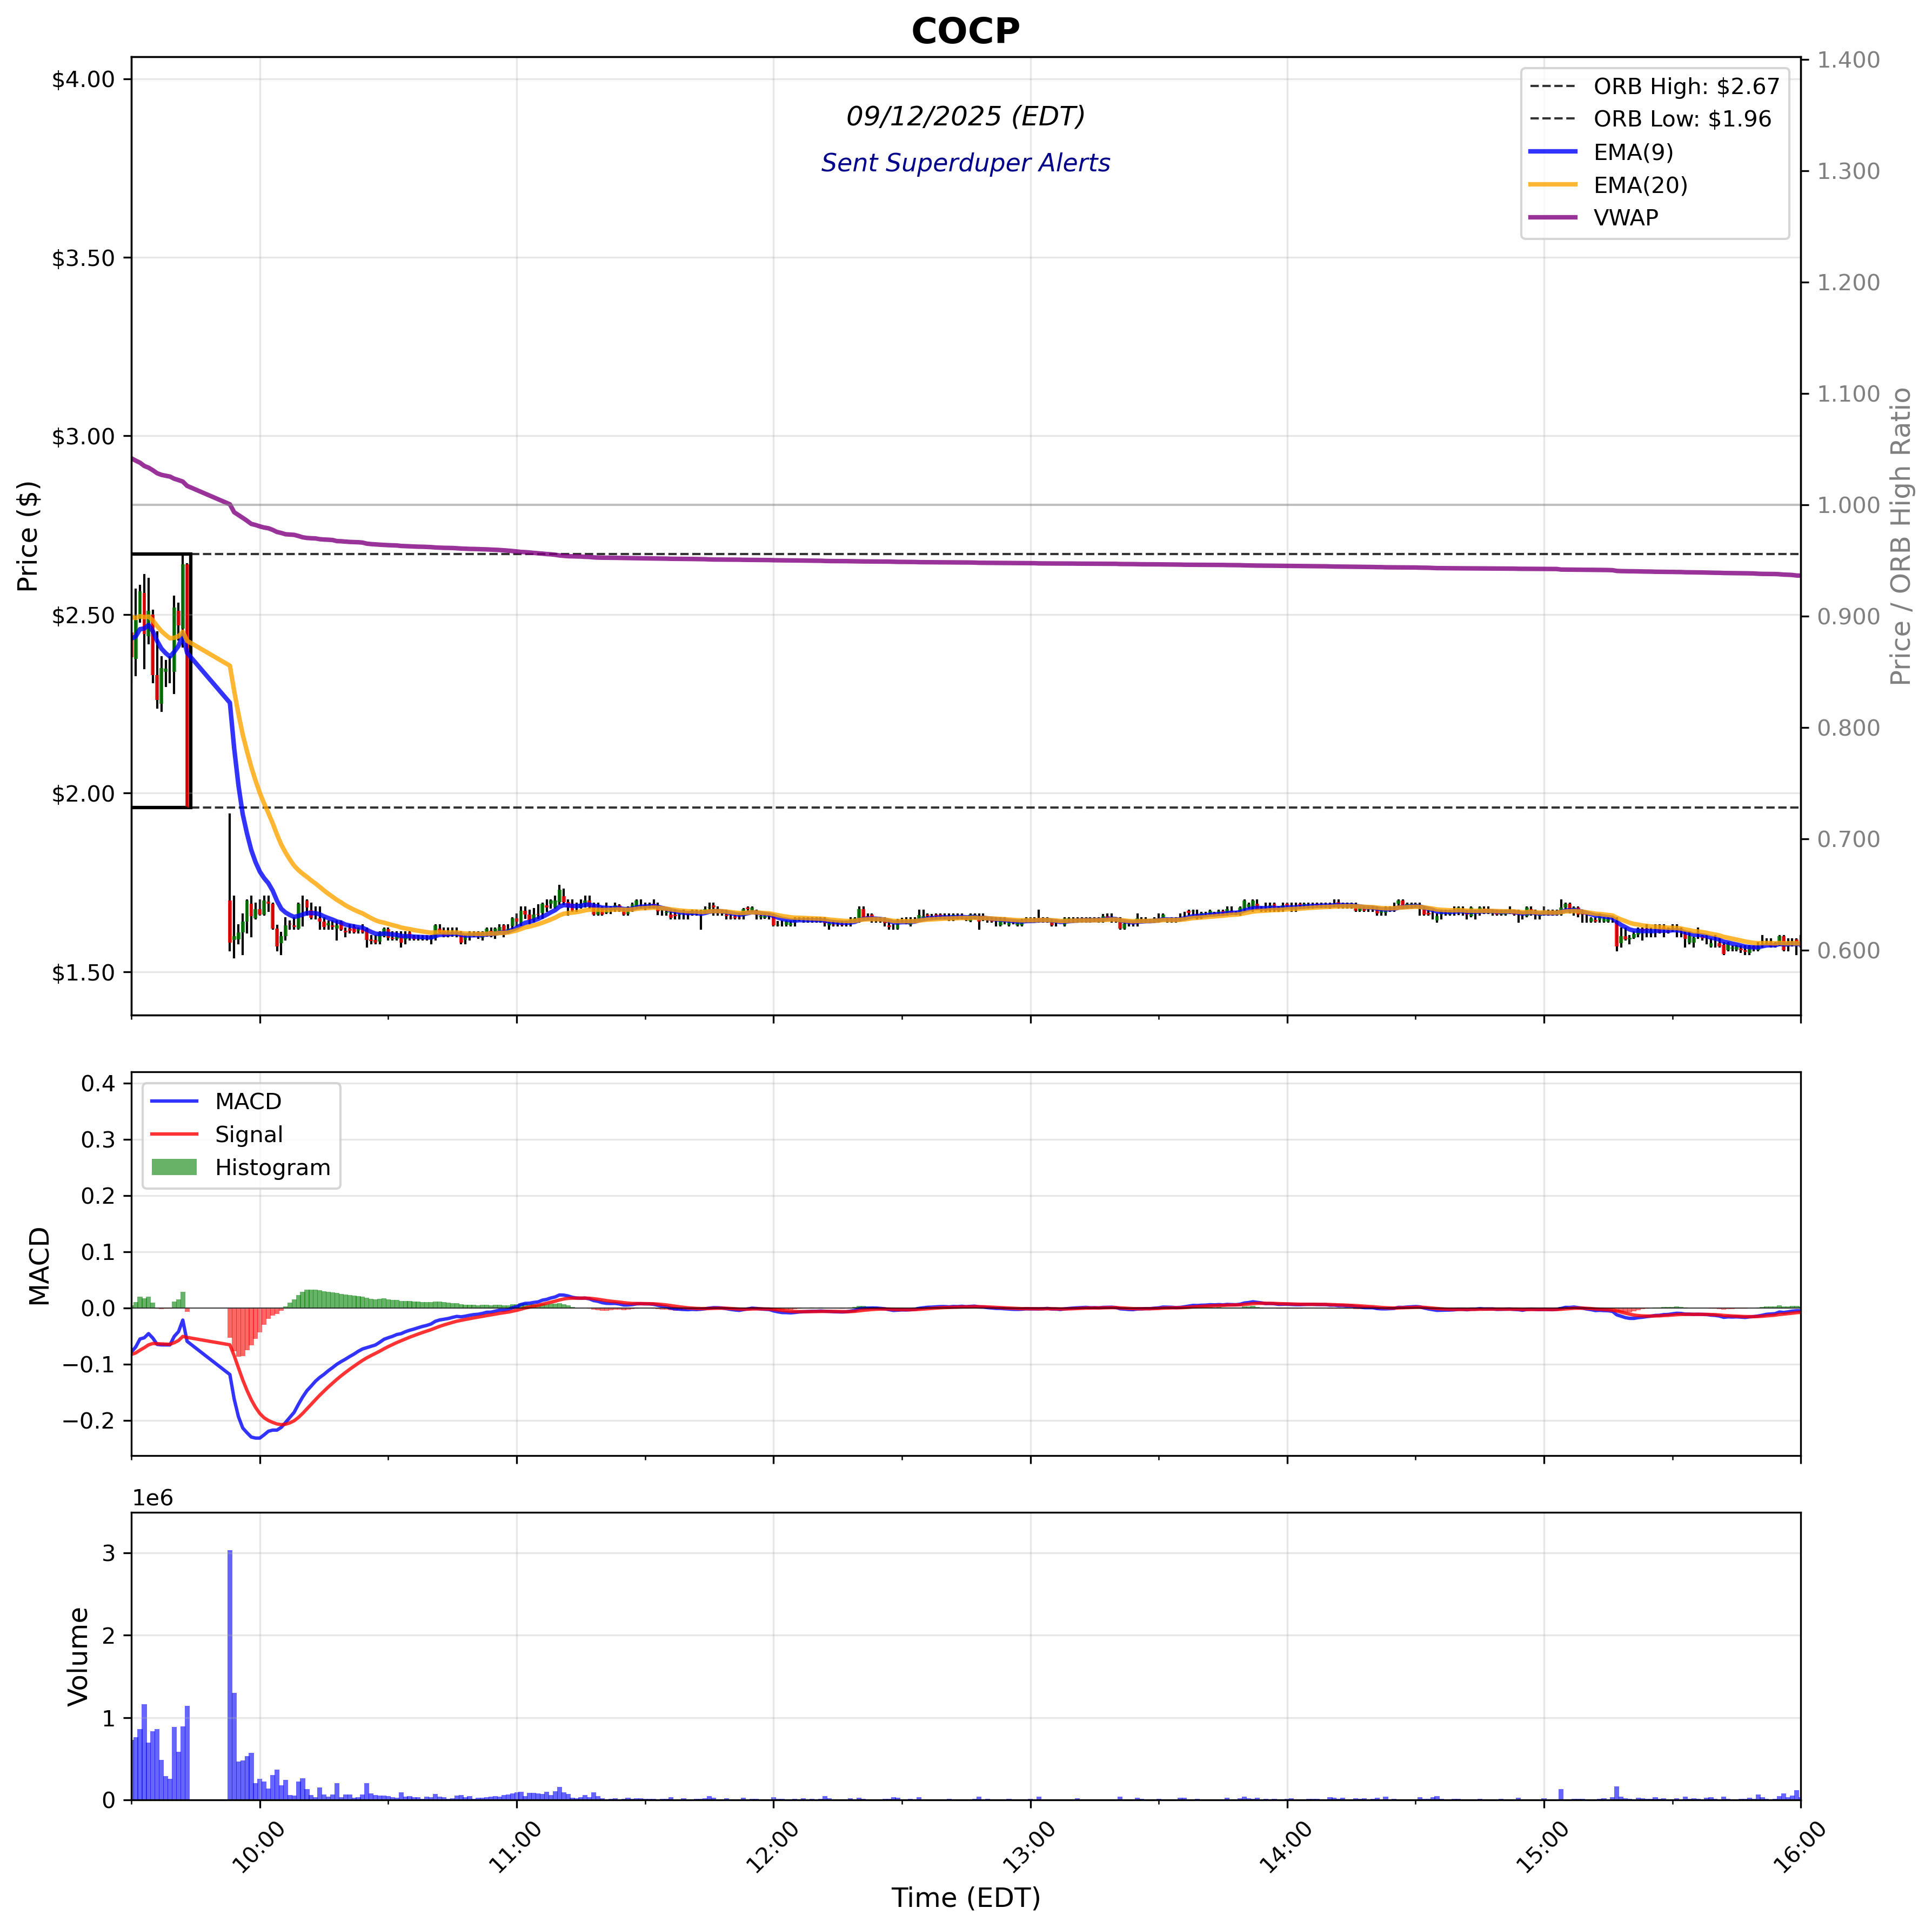 COCP
09/12/2025 (EDT)
Sent Superduper Alerts
ORB High: $2.67
ORB Low: $1.96
EMA(9)
EMA(20)
VWAP
Price ($)
$4.00
$3.50
$3.00
$2.50
$2.00
$1.50
1.400
1.300
1.200
1.100
1.000
0.900
0.800
0.700
0.600
Price / ORB High Ratio
MACD
0.4
0.3
0.2
0.1
0.0
−0.1
−0.2
MACD
Signal
Histogram
1e6
Volume
3
2
1
0
10:00
11:00
12:00
13:00
14:00
15:00
16:00
Time (EDT)